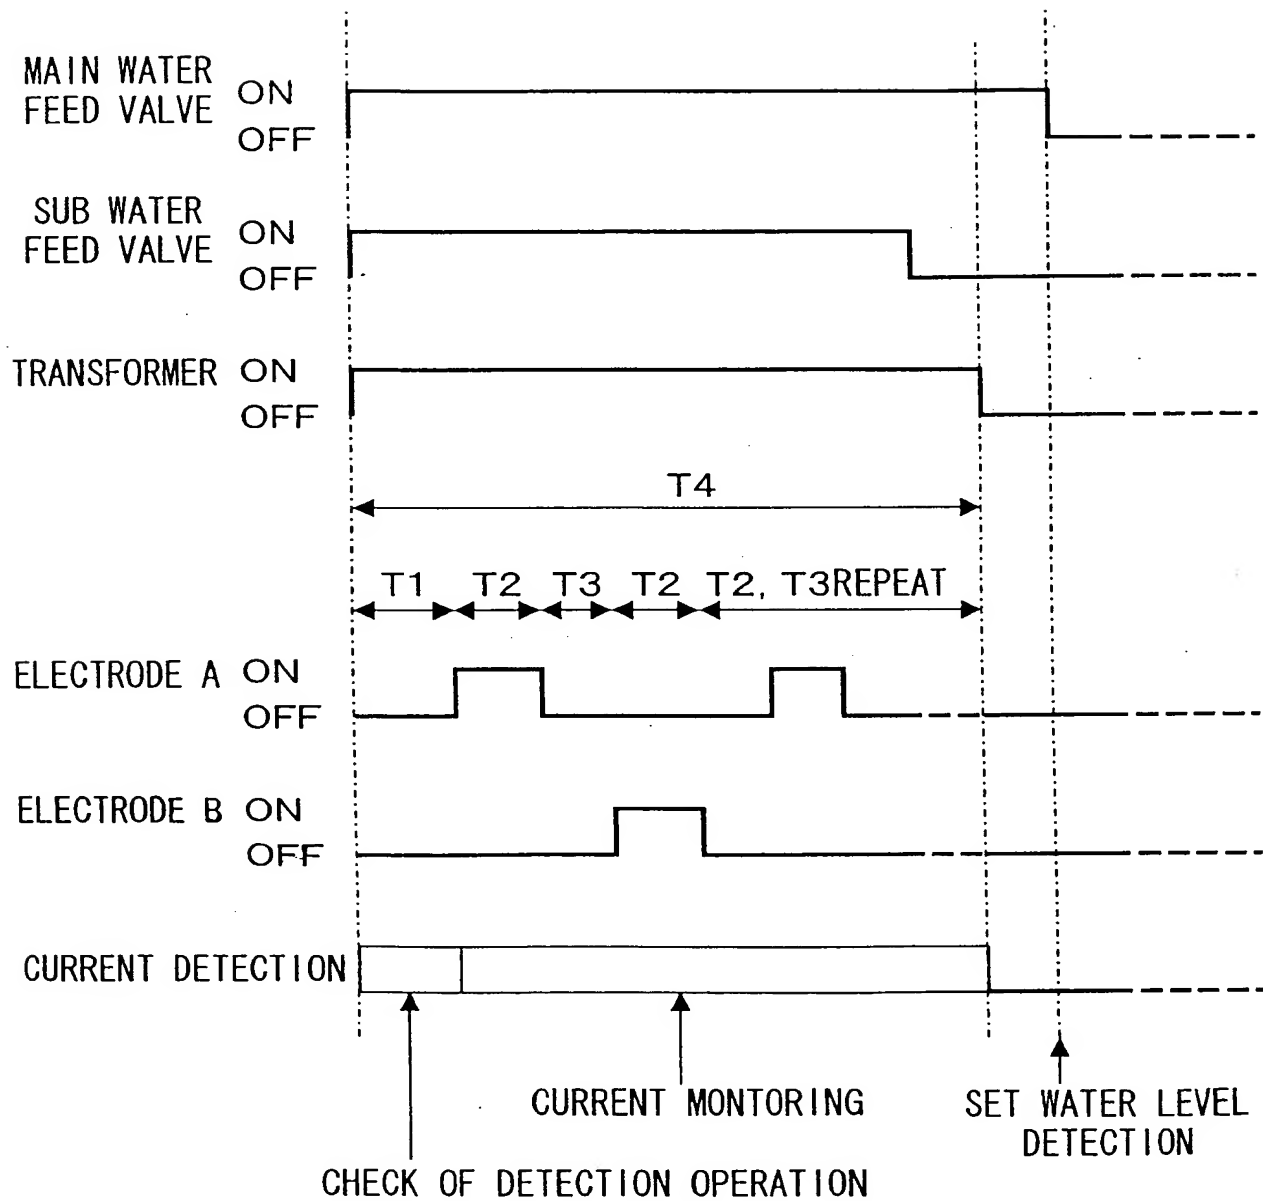 MAIN WATER
FEED VALVE
ON
OFF
SUB WATER
FEED VALVE
ON
OFF
TRANSFORMER ON
OFF
T4
T1 T2 T3 T2 T2, T3REPEAT
ELECTRODE A ON
OFF
ELECTRODE B ON
OFF
CURRENT DETECTION
CURRENT MONTORING
SET WATER LEVEL
DETECTION
CHECK OF DETECTION OPERATION